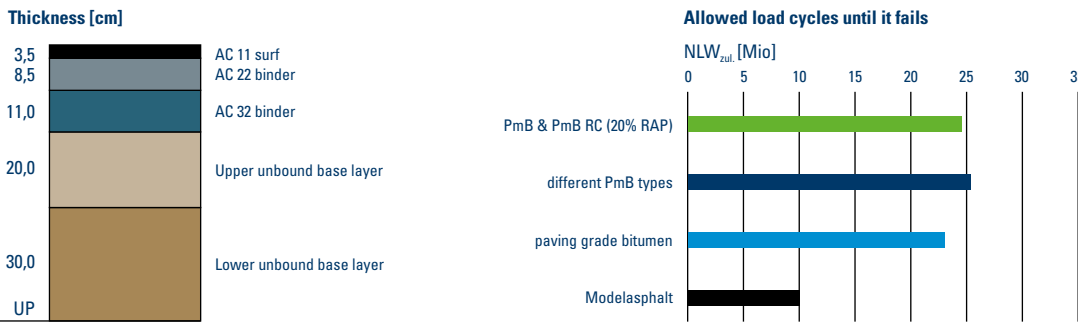 Thickness [cm]
3,5 AC 11 surf
8,5 AC 22 binder
11,0 AC 32 binder
20,0 Upper unbound base layer
30,0 Lower unbound base layer
UP
Allowed load cycles until it fails
NLWzul. [Mio]
0 5 10 15 20 25 30 3
PmB & PmB RC (20% RAP)
different PmB types
paving grade bitumen
Modelasphalt